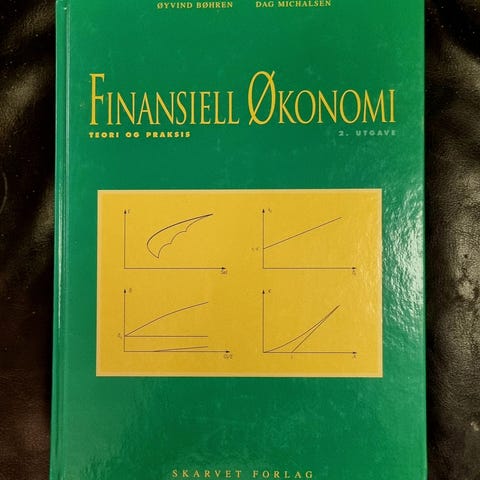 ØYVIND BØHREN DAG MICHALSEN
FINANSIELL ØKONOMI
TEORI OG PRAKSIS 2. UTGAVE
SKARVET FORLAG